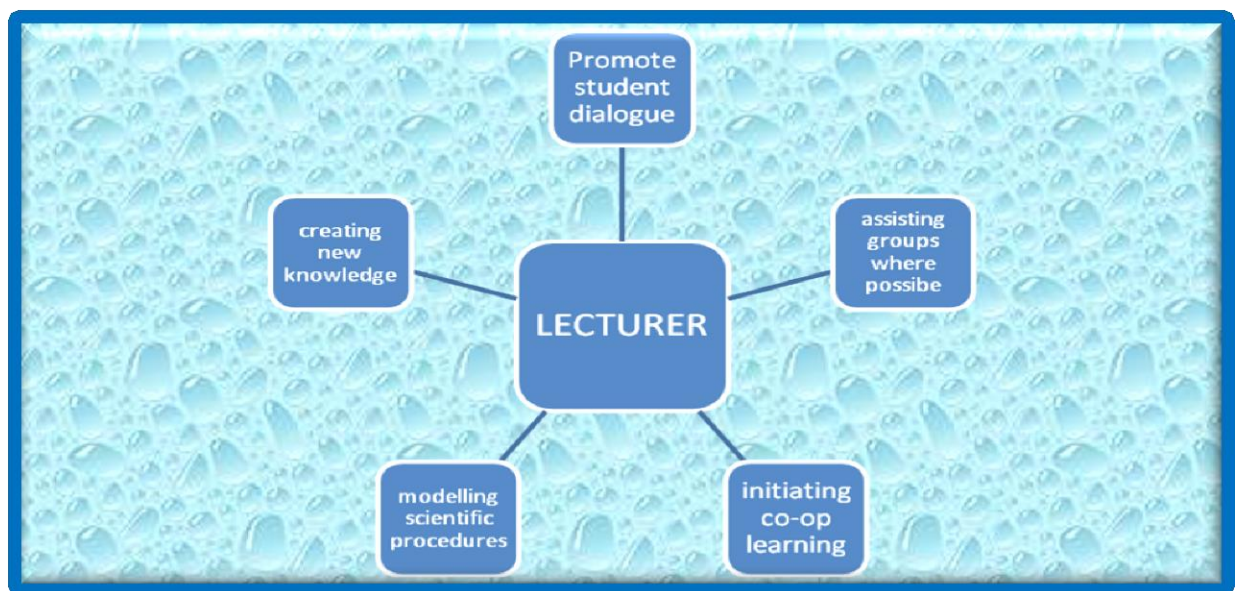 Promote
student
dialogue
creating
new
knowledge
assisting
groups
where
possibe
LECTURER
modelling
scientific
procedures
initiating
co-op
learning